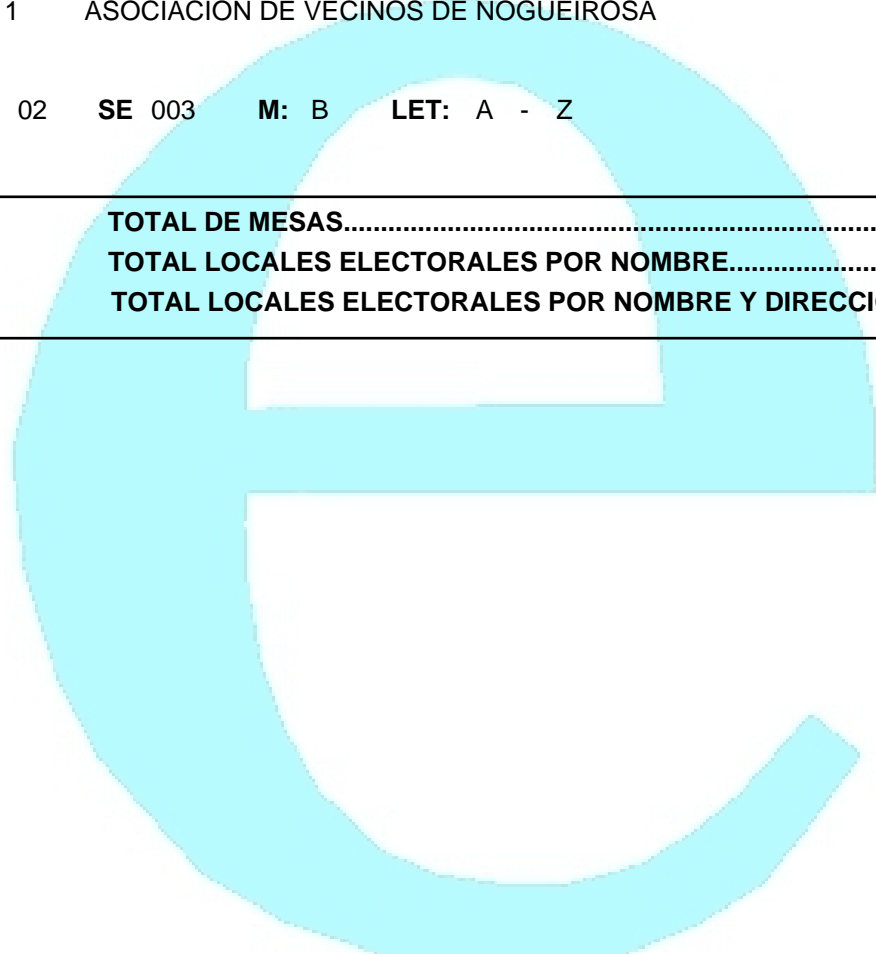 1 ASOCIACION DE VECINOS DE NOGUEIROSA
02 SE 003 M: B LET: A - Z
TOTAL DE MESAS..........................................................................
TOTAL LOCALES ELECTORALES POR NOMBRE....................
TOTAL LOCALES ELECTORALES POR NOMBRE Y DIRECCI